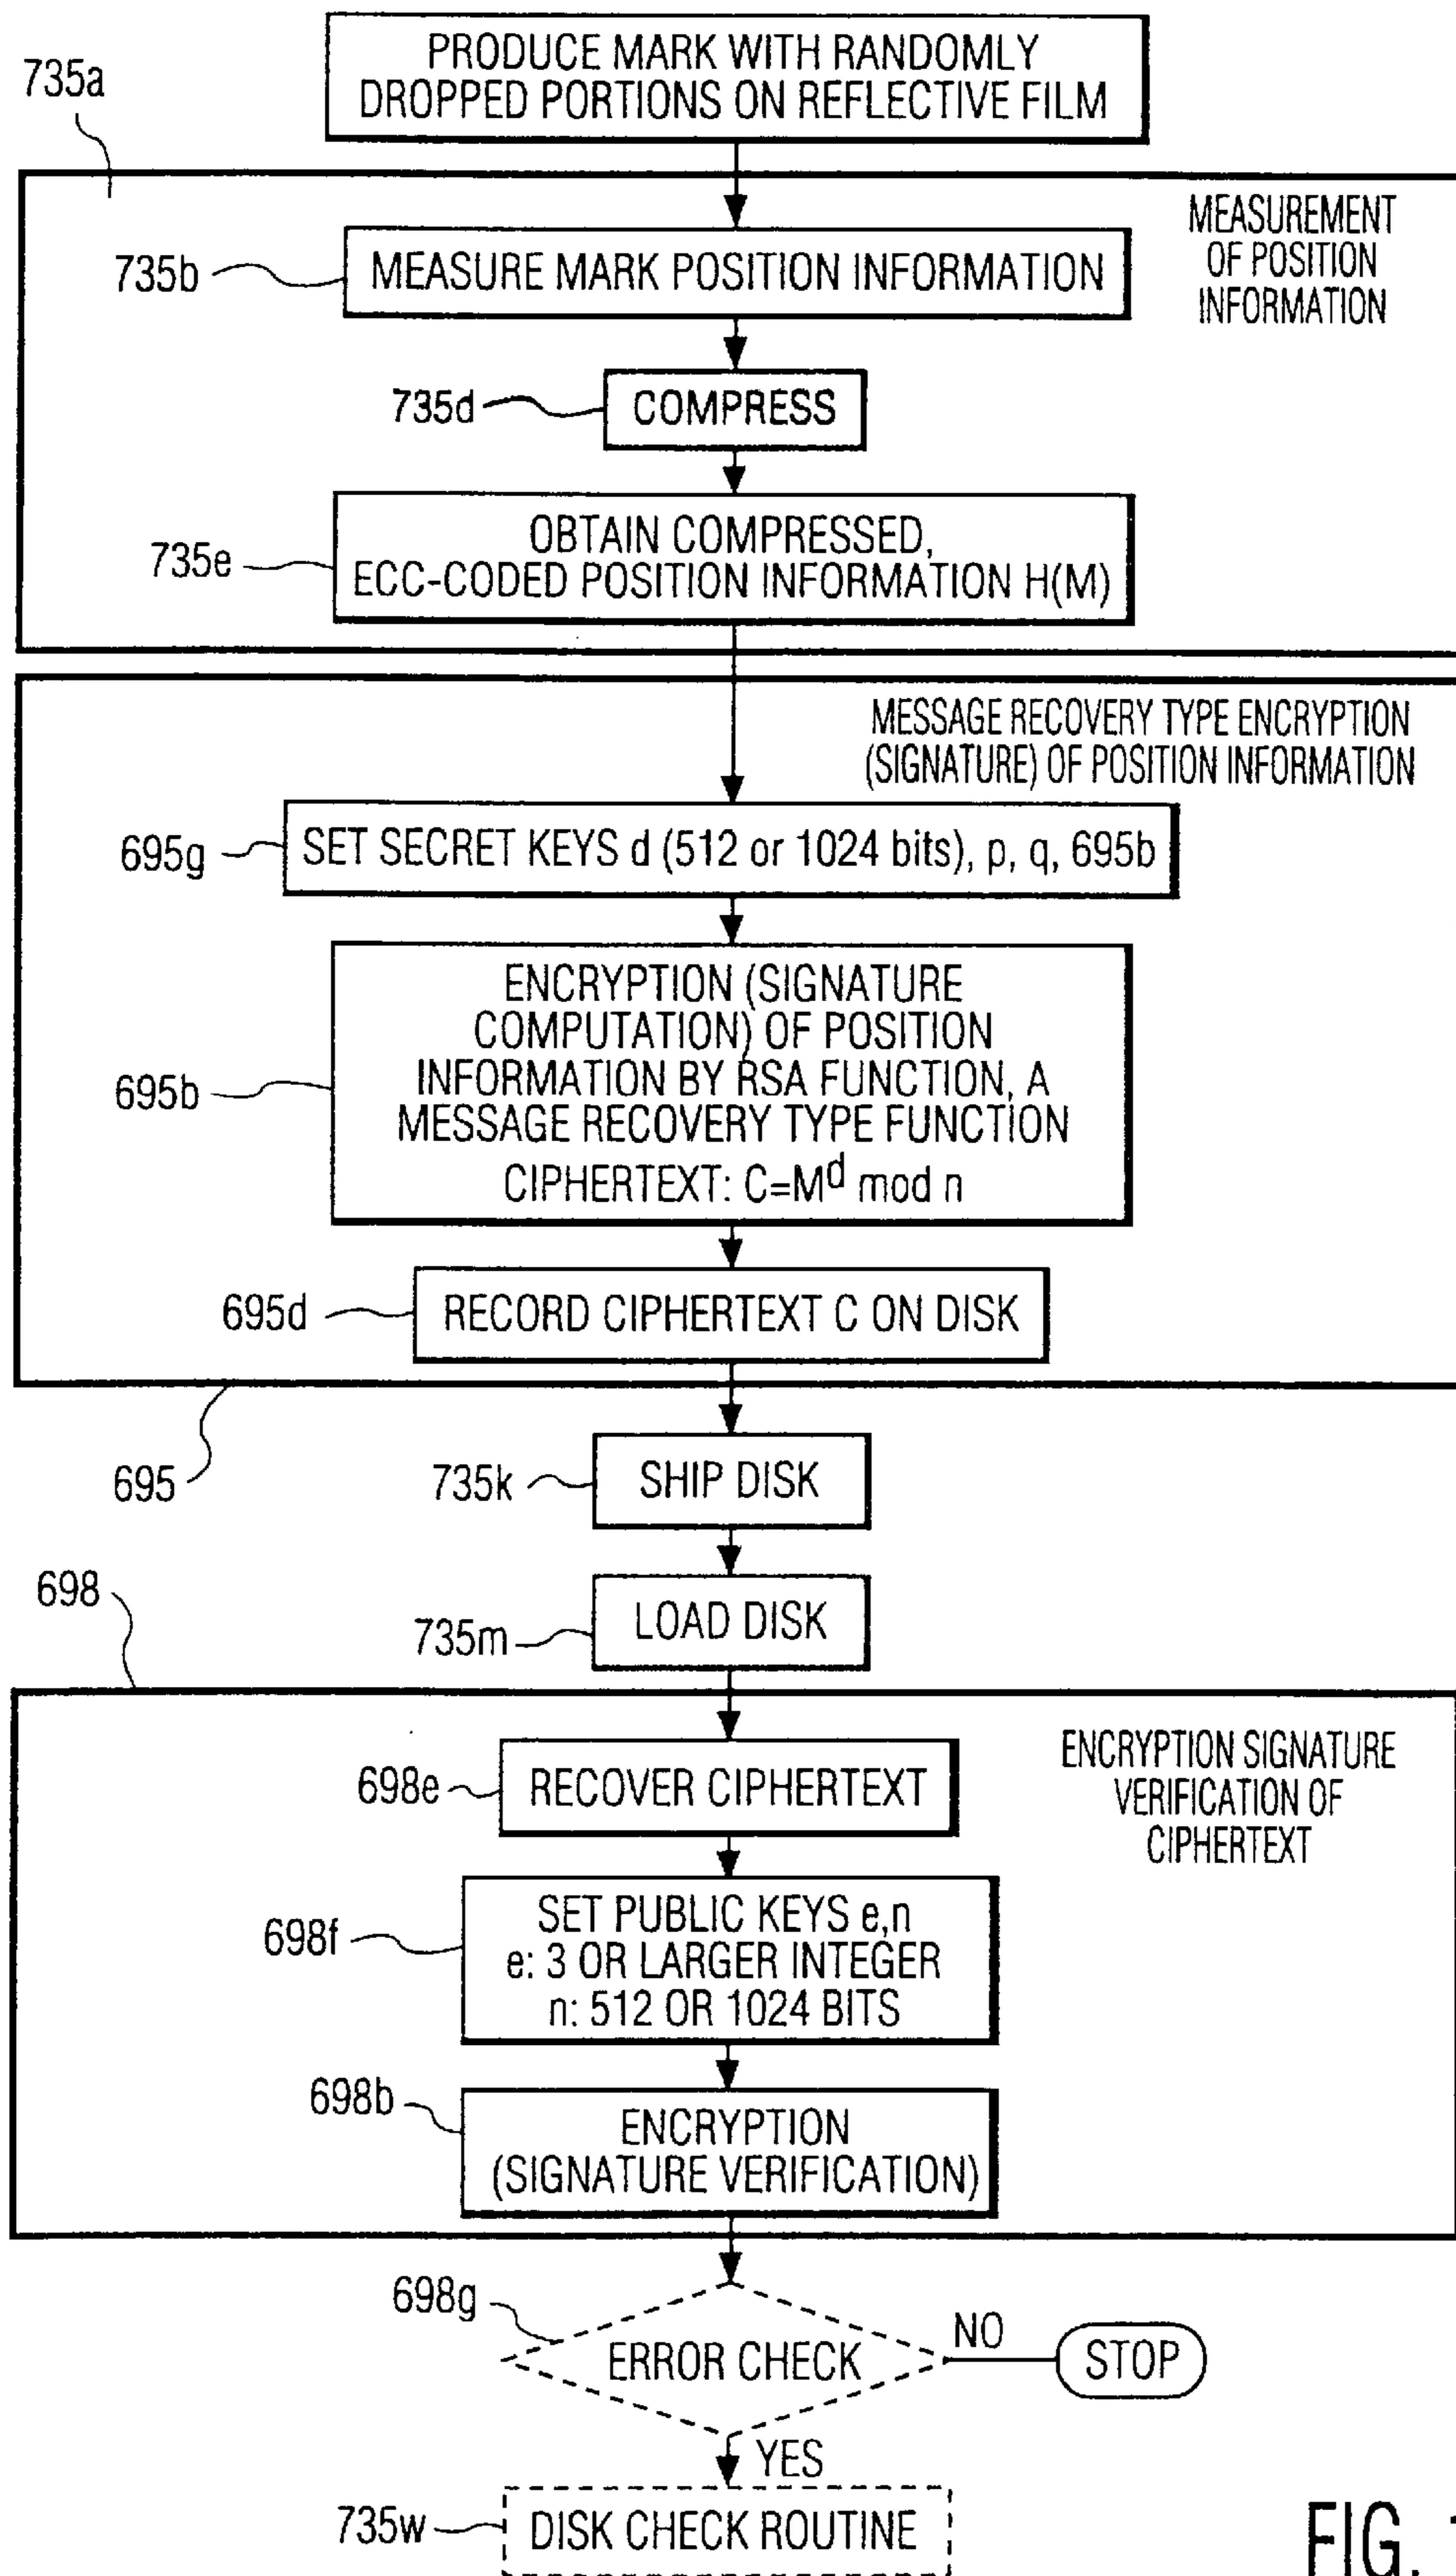 PRODUCE MARK WITH RANDOMLY
DROPPED PORTIONS ON REFLECTIVE FILM
735a
MEASUREMENT
OF POSITION
INFORMATION
735b
MEASURE MARK POSITION INFORMATION
735d
COMPRESS
735e
OBTAIN COMPRESSED,
ECC-CODED POSITION INFORMATION H(M)
MESSAGE RECOVERY TYPE ENCRYPTION
(SIGNATURE) OF POSITION INFORMATION
695g
SET SECRET KEYS d (512 or 1024 bits), p, q, 695b
695b
ENCRYPTION (SIGNATURE
COMPUTATION) OF POSITION
INFORMATION BY RSA FUNCTION, A
MESSAGE RECOVERY TYPE FUNCTION
CIPHERTEXT: C=M^d mod n
695d
RECORD CIPHERTEXT C ON DISK
695
735k
SHIP DISK
698
735m
LOAD DISK
ENCRYPTION SIGNATURE
VERIFICATION OF
CIPHERTEXT
698e
RECOVER CIPHERTEXT
698f
SET PUBLIC KEYS e,n
e: 3 OR LARGER INTEGER
n: 512 OR 1024 BITS
698b
ENCRYPTION
(SIGNATURE VERIFICATION)
698g
ERROR CHECK
NO
STOP
YES
735w
DISK CHECK ROUTINE
FIG.